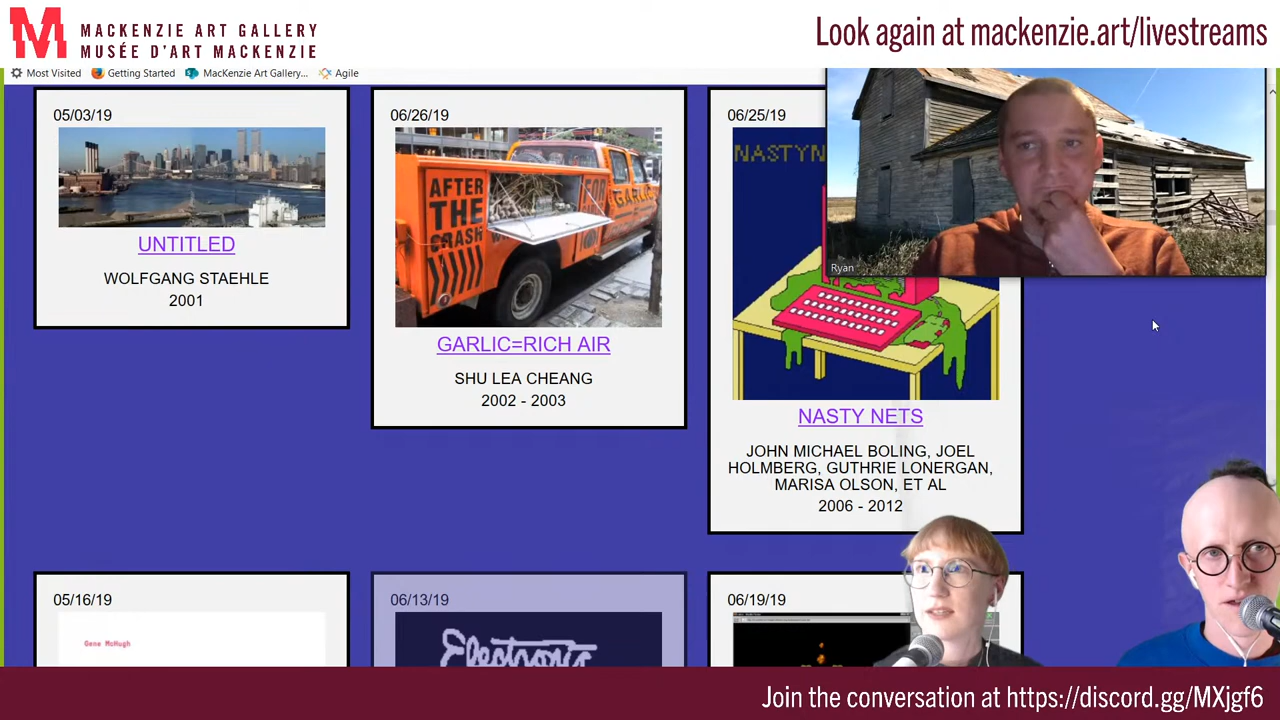 MACKENZIE ART GALLERY
MUSÉE D'ART MACKENZIE
Look again at mackenzie.art/livestreams
Most Visited
Getting Started
MacKenzie Art Gallery...
Agile
05/03/19
UNTITLED
WOLFGANG STAEHLE
2001
06/26/19
AFTER
THE
CRASH
FOR
GARLIC
GARLIC=RICH AIR
SHU LEA CHEANG
2002 - 2003
06/25/19
NASTYN
NASTY NETS
JOHN MICHAEL BOLING, JOEL
HOLMBERG, GUTHRIE LONERGAN,
MARISA OLSON, ET AL
2006 - 2012
Ryan
05/16/19
Gene McHugh
06/13/19
Electronic
06/19/19
Join the conversation at https://discord.gg/MXjgf6